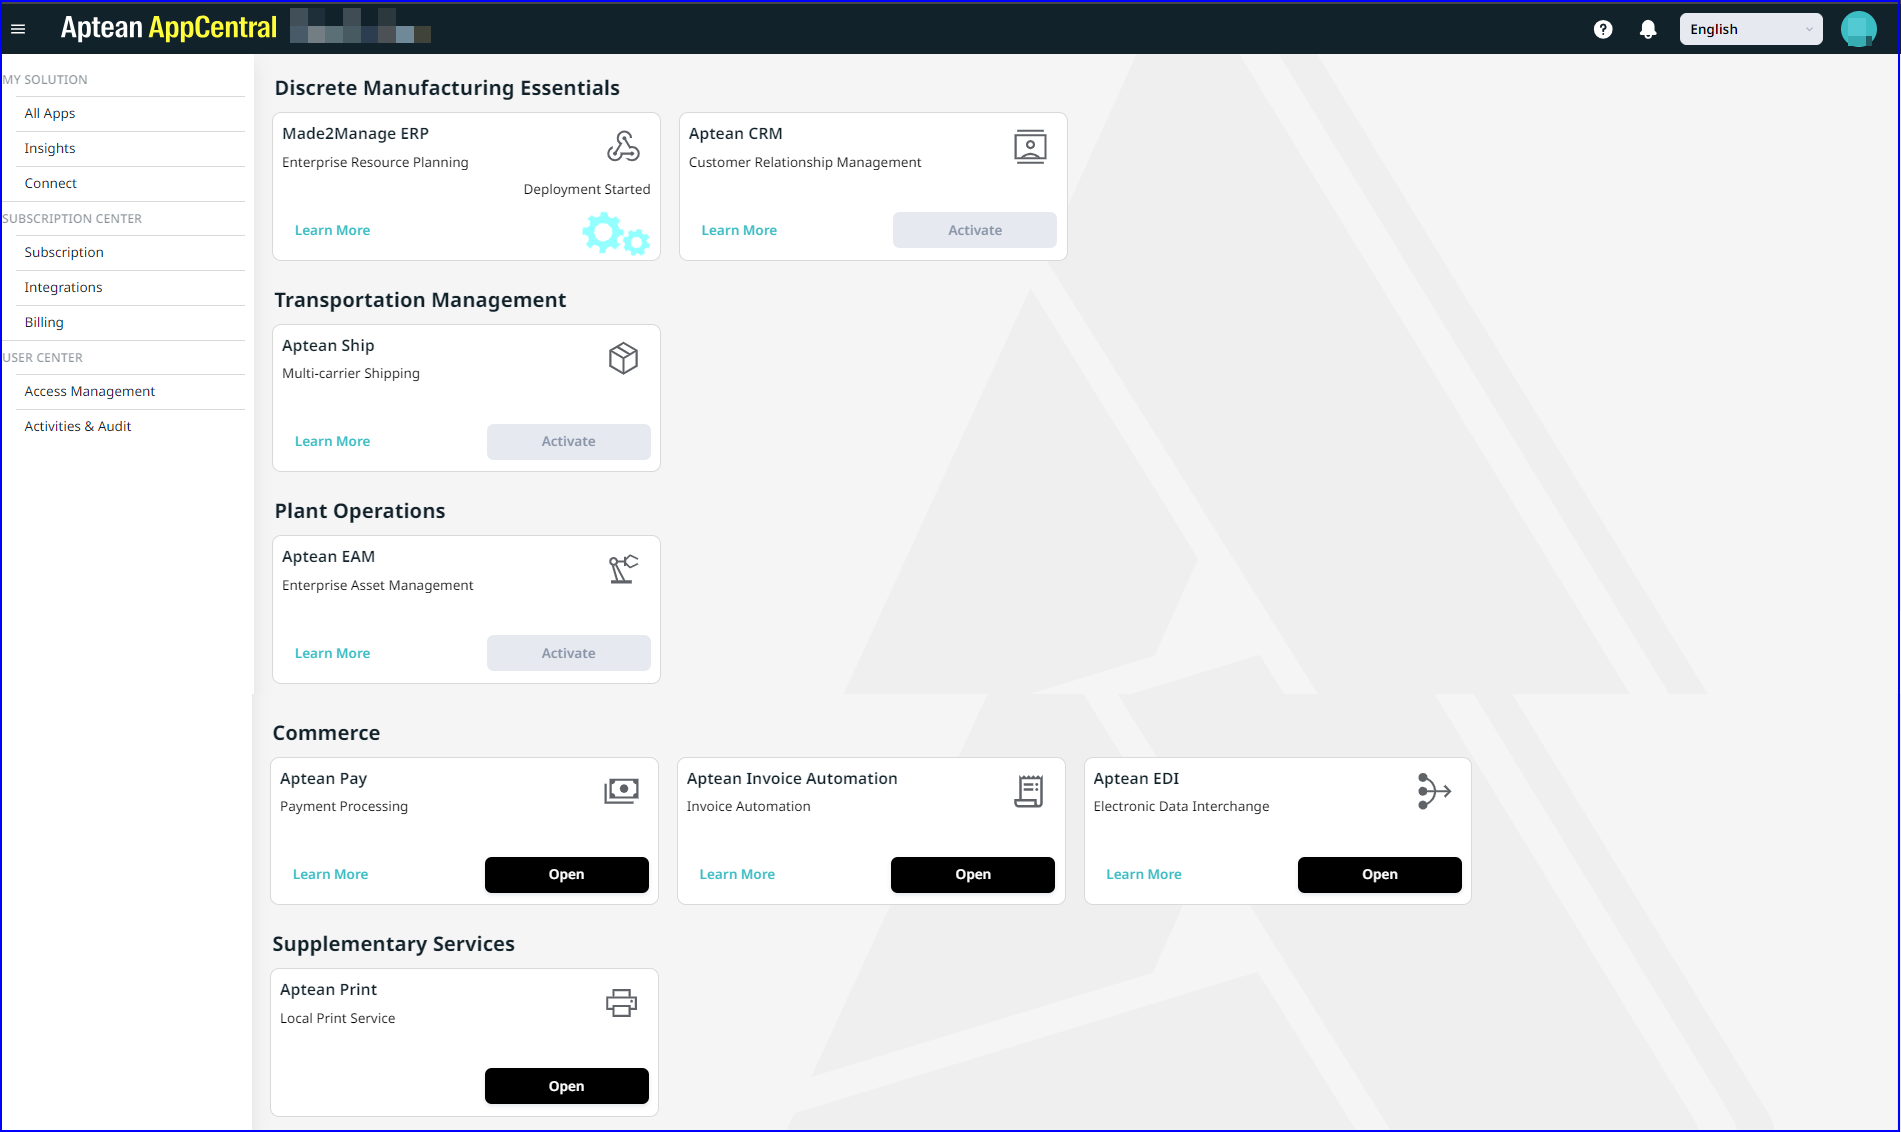 Aptean AppCentral
English
MY SOLUTION
All Apps
Insights
Connect
SUBSCRIPTION CENTER
Subscription
Integrations
Billing
USER CENTER
Access Management
Activities & Audit
Discrete Manufacturing Essentials
Made2Manage ERP
Enterprise Resource Planning
Deployment Started
Learn More
Aptean CRM
Customer Relationship Management
Learn More
Activate
Transportation Management
Aptean Ship
Multi-carrier Shipping
Learn More
Activate
Plant Operations
Aptean EAM
Enterprise Asset Management
Learn More
Activate
Commerce
Aptean Pay
Payment Processing
Learn More
Open
Aptean Invoice Automation
Invoice Automation
Learn More
Open
Aptean EDI
Electronic Data Interchange
Learn More
Open
Supplementary Services
Aptean Print
Local Print Service
Open